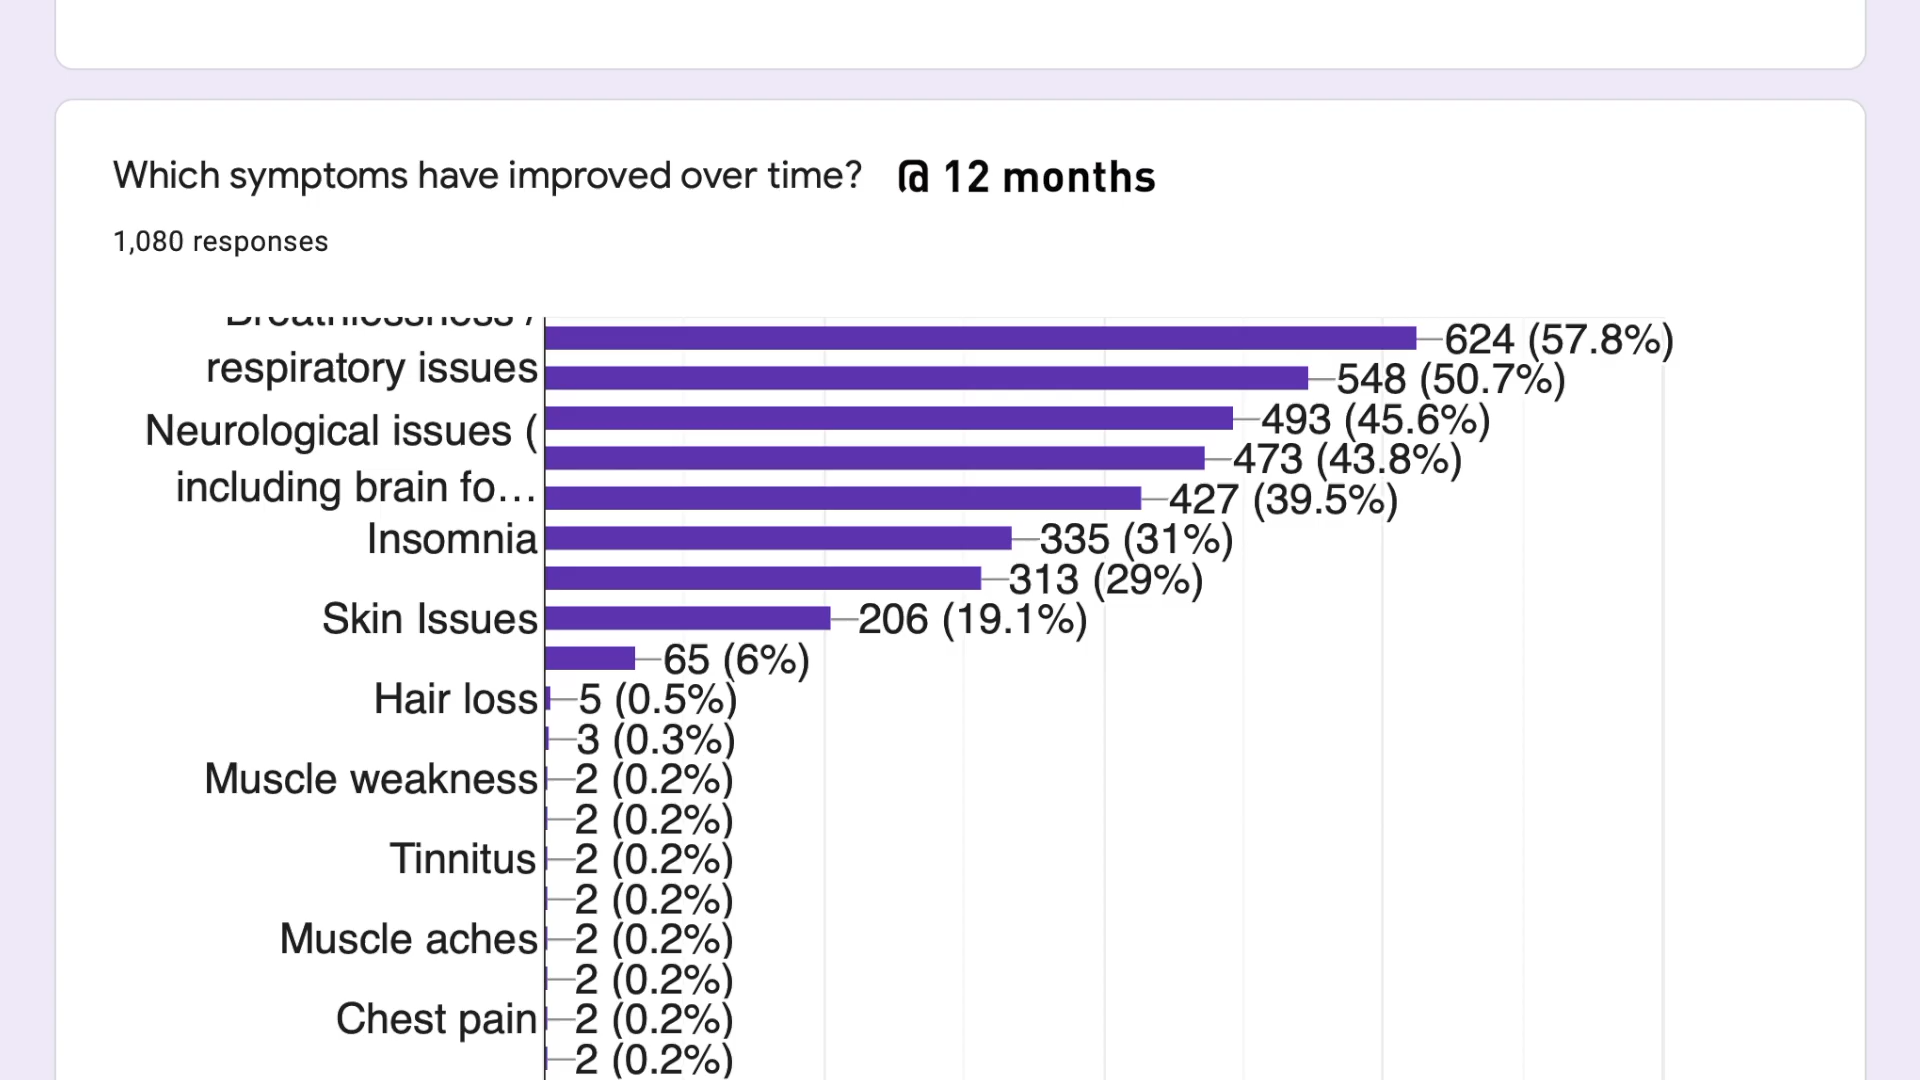 Which symptoms have improved over time? @ 12 months
1,080 responses
Breathlessness /
respiratory issues
624 (57.8%)
548 (50.7%)
Neurological issues (
including brain fo…
493 (45.6%)
473 (43.8%)
427 (39.5%)
Insomnia 335 (31%)
313 (29%)
Skin Issues 206 (19.1%)
65 (6%)
Hair loss 5 (0.5%)
3 (0.3%)
Muscle weakness 2 (0.2%)
2 (0.2%)
Tinnitus 2 (0.2%)
2 (0.2%)
Muscle aches 2 (0.2%)
2 (0.2%)
Chest pain 2 (0.2%)
2 (0.2%)